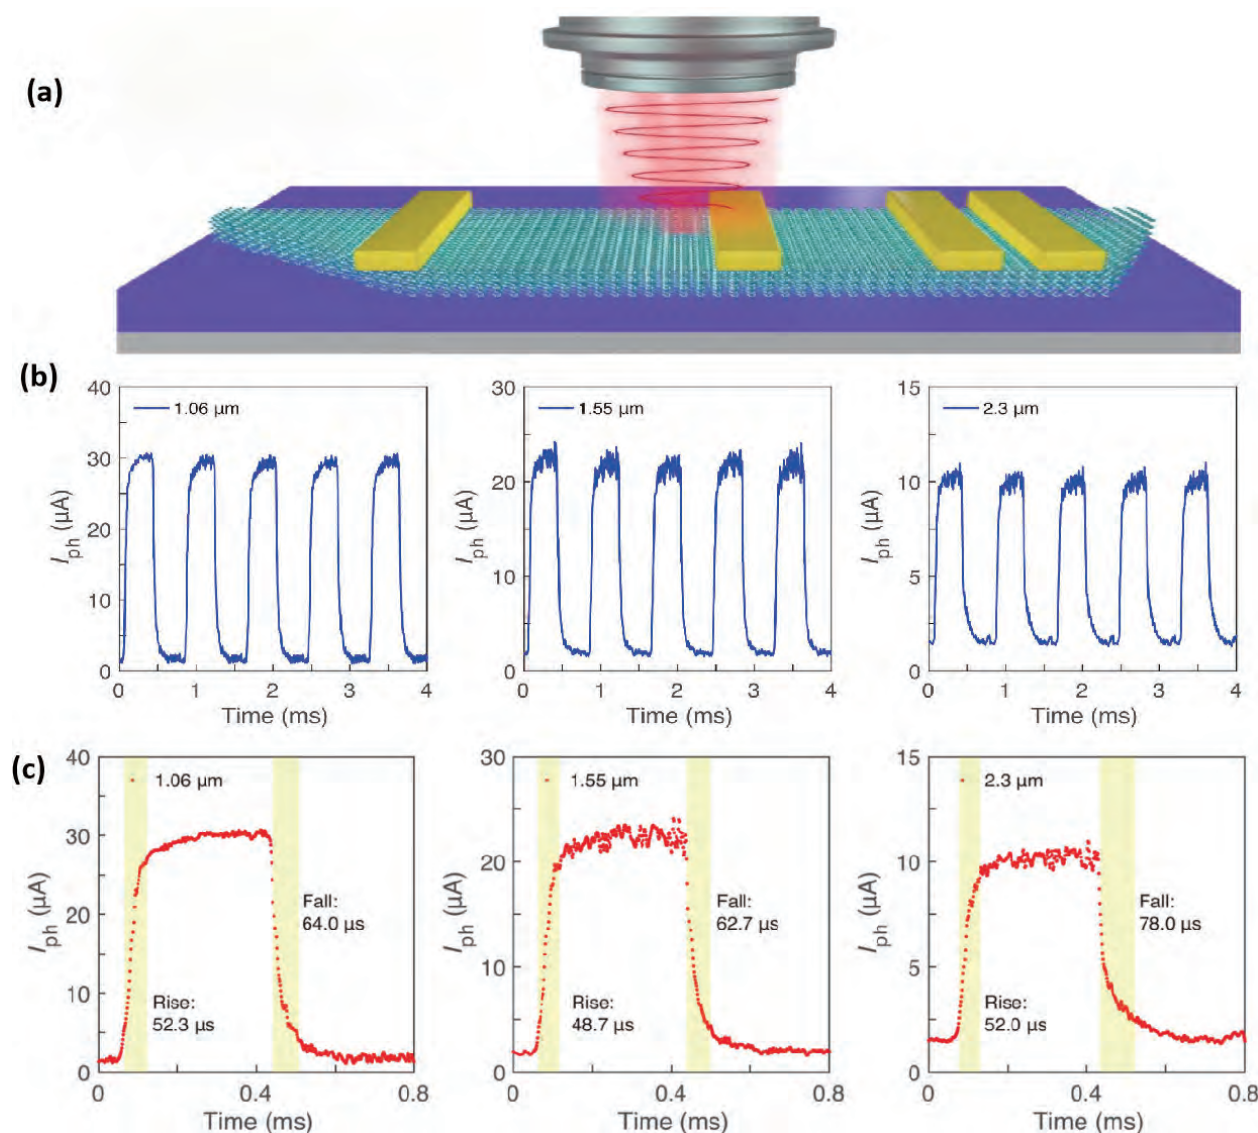 (a)
(b)
40
30
20
10
0
I_ph (μA)
1.06 μm
0 1 2 3 4
Time (ms)
30
20
10
0
I_ph (μA)
1.55 μm
0 1 2 3 4
Time (ms)
15
10
5
0
I_ph (μA)
2.3 μm
0 1 2 3 4
Time (ms)
(c)
40
30
20
10
0
I_ph (μA)
1.06 μm
Fall:
64.0 μs
Rise:
52.3 μs
0 0.4 0.8
Time (ms)
30
20
10
0
I_ph (μA)
1.55 μm
Fall:
62.7 μs
Rise:
48.7 μs
0 0.4 0.8
Time (ms)
15
10
5
0
I_ph (μA)
2.3 μm
Fall:
78.0 μs
Rise:
52.0 μs
0 0.4 0.8
Time (ms)